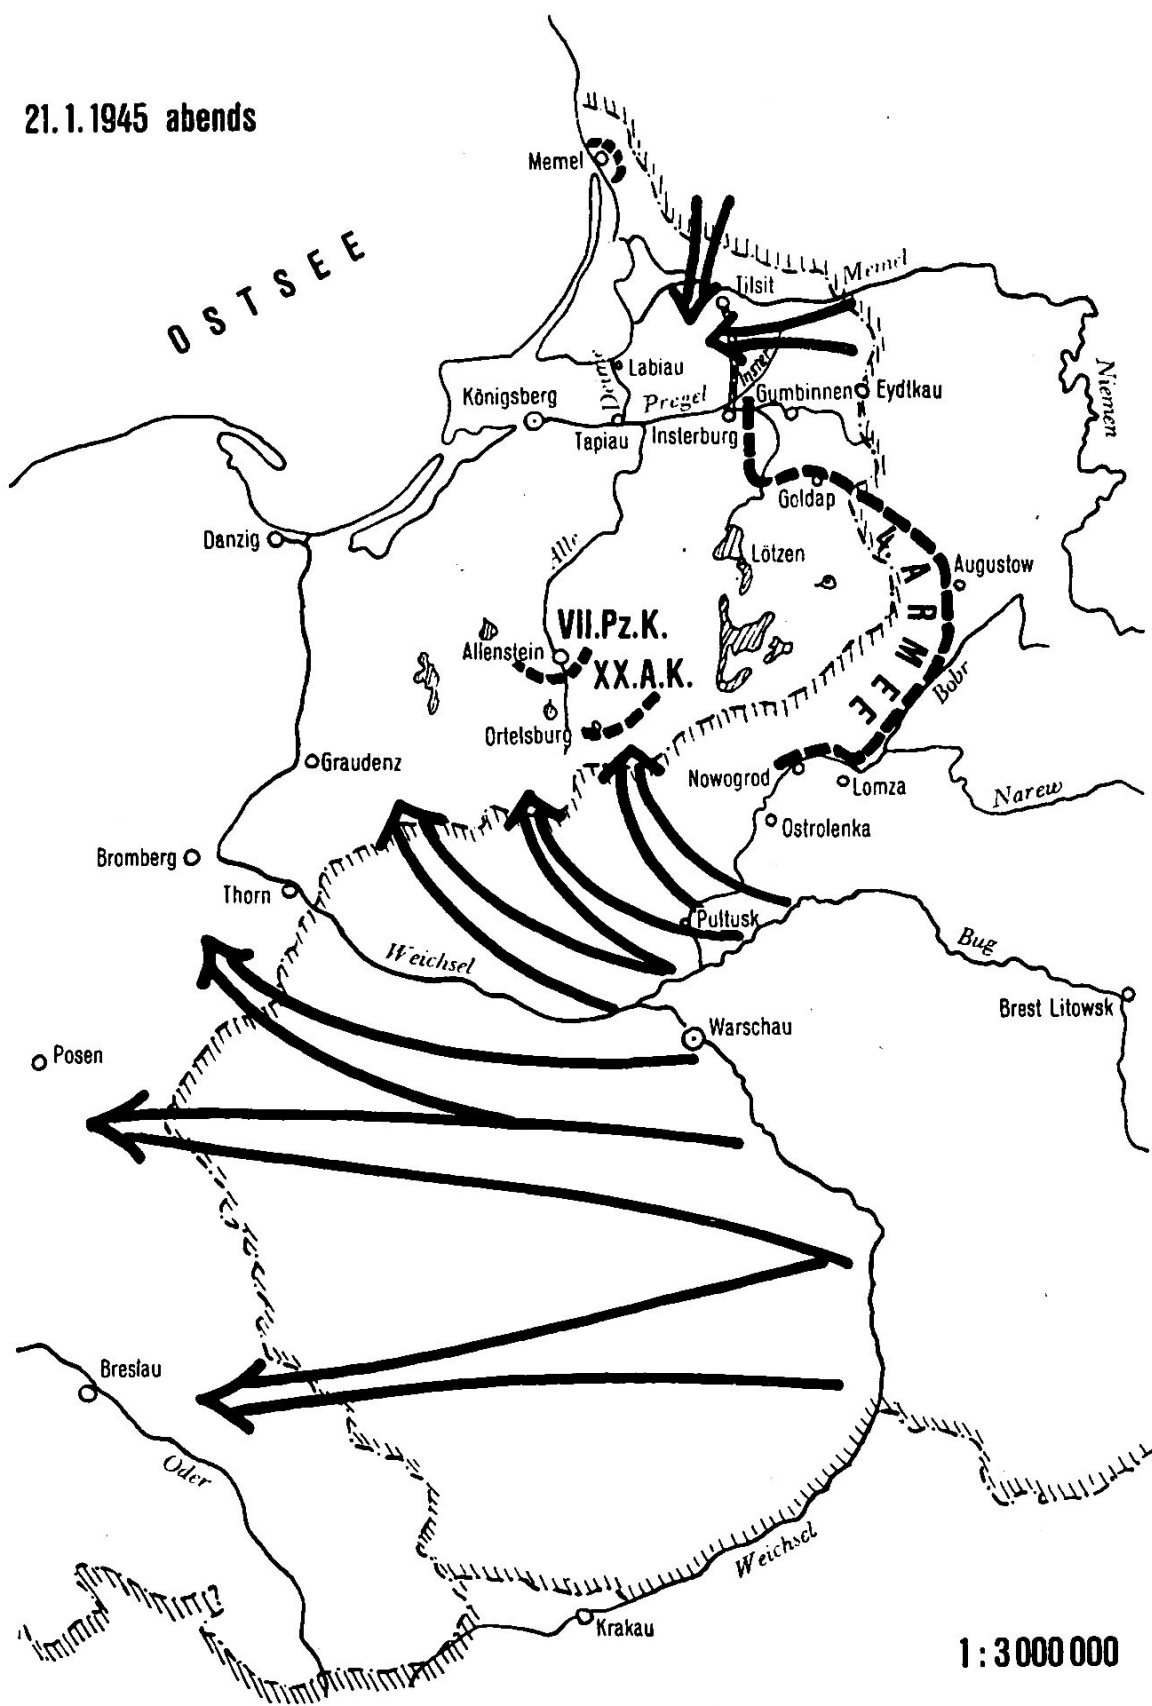 21.1.1945 abends
Memel
OSTSEE
Memel
Tilsit
Labiau
Inster
Niemen
Königsberg
Deime
Pregel
Gumbinnen
Eydtkau
Tapiau
Insterburg
Goldap
Danzig
Alle
Lötzen
4. ARMEE
Augustow
VII.Pz.K.
Allenstein
XX.A.K.
Bobr
Ortelsburg
Graudenz
Nowogrod
Lomza
Narew
Ostrolenka
Bromberg
Thorn
Pultusk
Weichsel
Bug
Brest Litowsk
Warschau
Posen
Breslau
Oder
Weichsel
Krakau
1:3000000